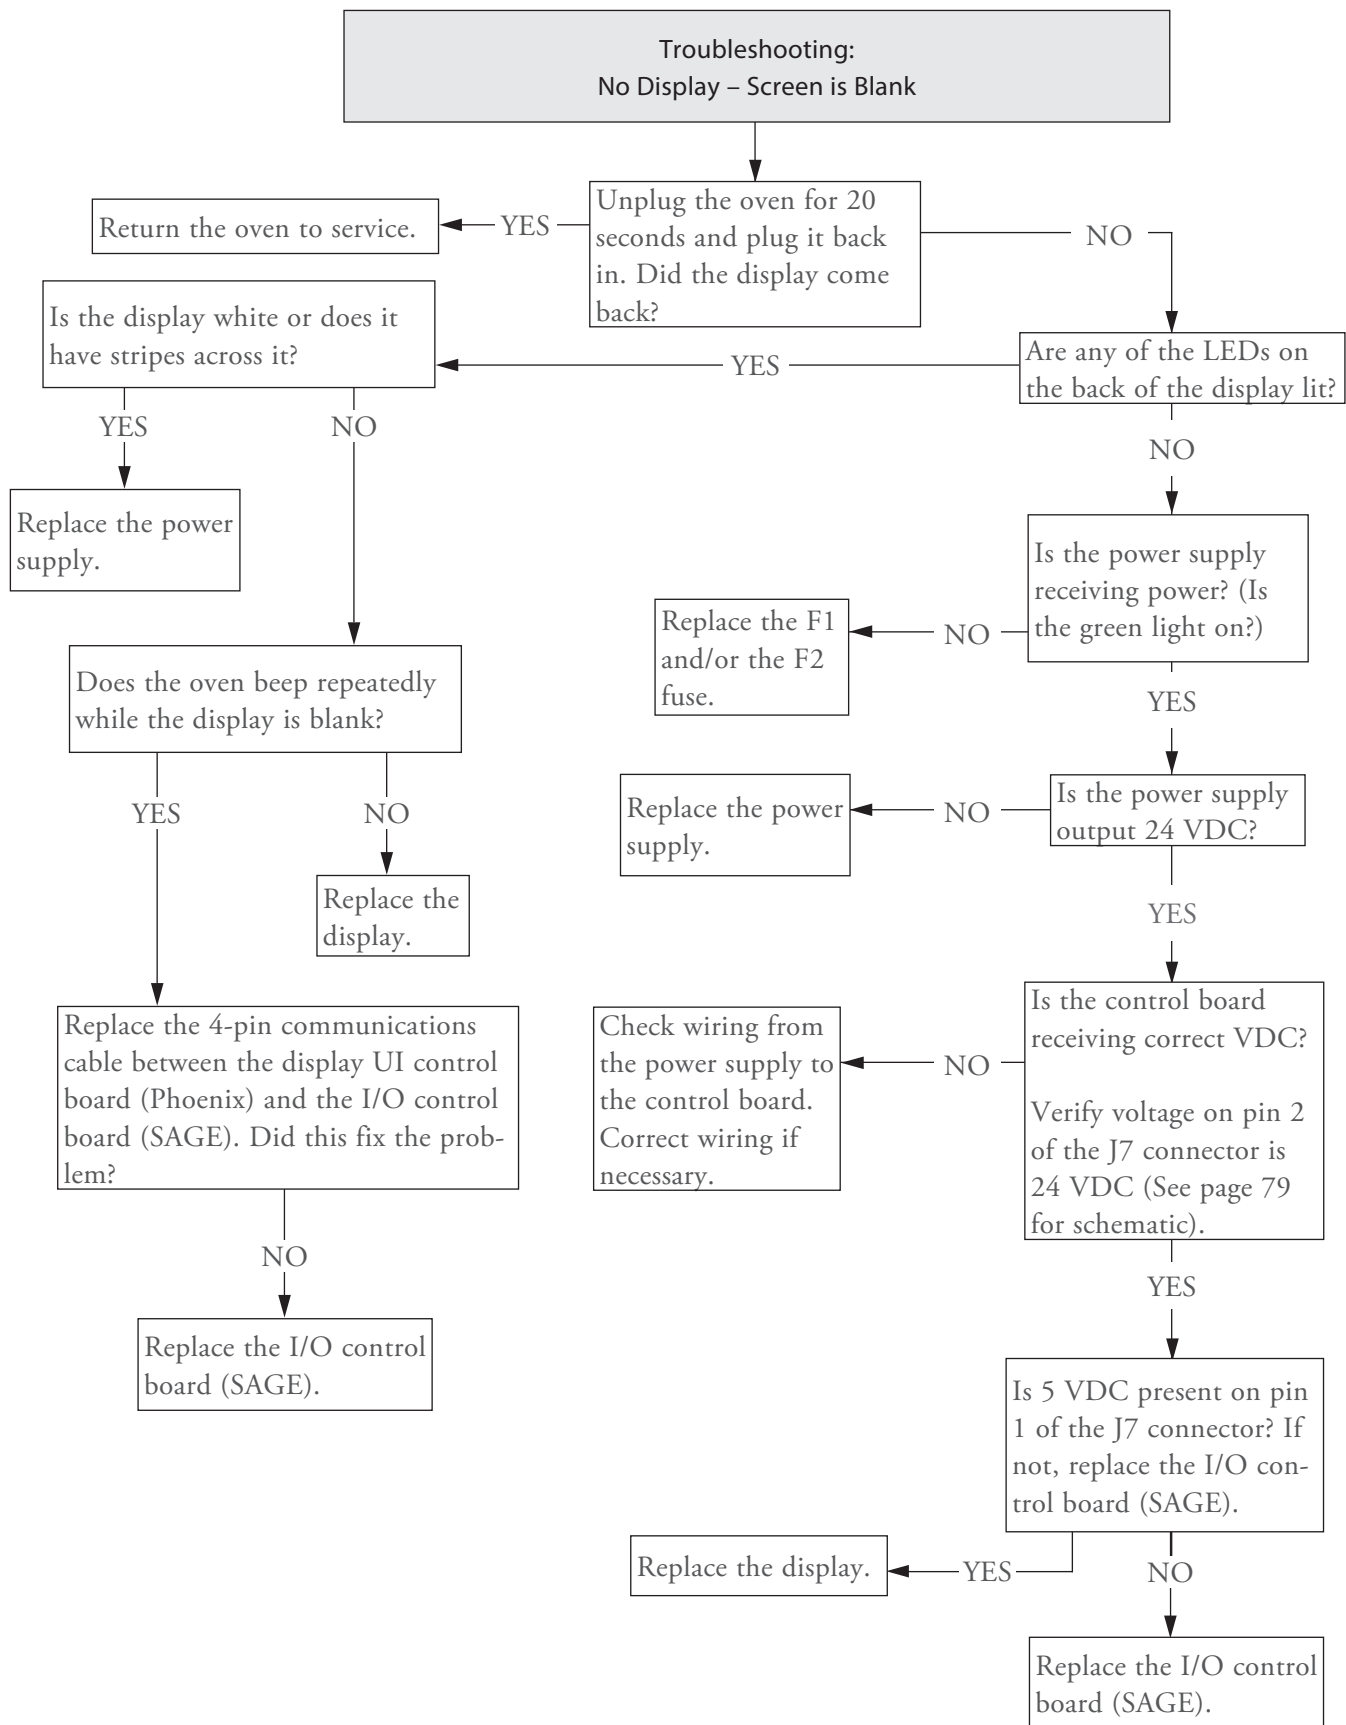 Troubleshooting:
No Display – Screen is Blank
Unplug the oven for 20
seconds and plug it back
in. Did the display come
back?
YES
Return the oven to service.
NO
Are any of the LEDs on
the back of the display lit?
YES
Is the display white or does it
have stripes across it?
YES
Replace the power
supply.
NO
Does the oven beep repeatedly
while the display is blank?
YES
NO
Replace the
display.
Replace the 4-pin communications
cable between the display UI control
board (Phoenix) and the I/O control
board (SAGE). Did this fix the prob-
lem?
NO
Replace the I/O control
board (SAGE).
NO
Is the power supply
receiving power? (Is
the green light on?)
NO
Replace the F1
and/or the F2
fuse.
YES
Is the power supply
output 24 VDC?
NO
Replace the power
supply.
YES
Is the control board
receiving correct VDC?
Verify voltage on pin 2
of the J7 connector is
24 VDC (See page 79
for schematic).
NO
Check wiring from
the power supply to
the control board.
Correct wiring if
necessary.
YES
Is 5 VDC present on pin
1 of the J7 connector? If
not, replace the I/O con-
trol board (SAGE).
YES
Replace the display.
NO
Replace the I/O control
board (SAGE).